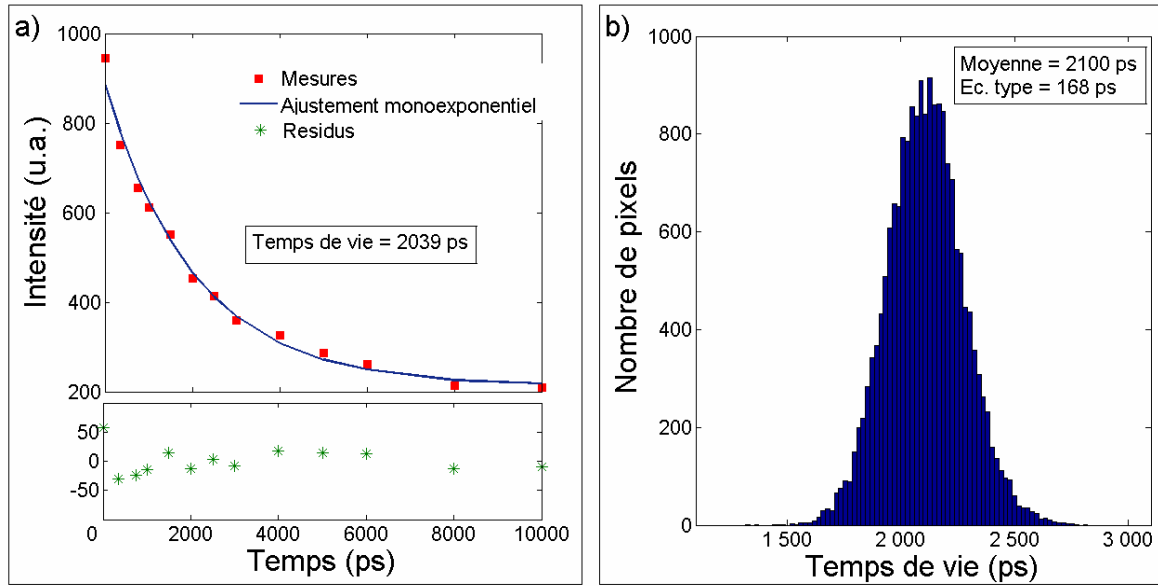 a)
1000
800
600
400
200
Intensité (u.a.)
Mesures
Ajustement monoexponentiel
Residus
Temps de vie = 2039 ps
50
0
-50
0 2000 4000 6000 8000 10000
Temps (ps)
b)
1000
800
600
400
200
0
Nombre de pixels
Moyenne = 2100 ps
Ec. type = 168 ps
1 500 2 000 2 500 3 000
Temps de vie (ps)